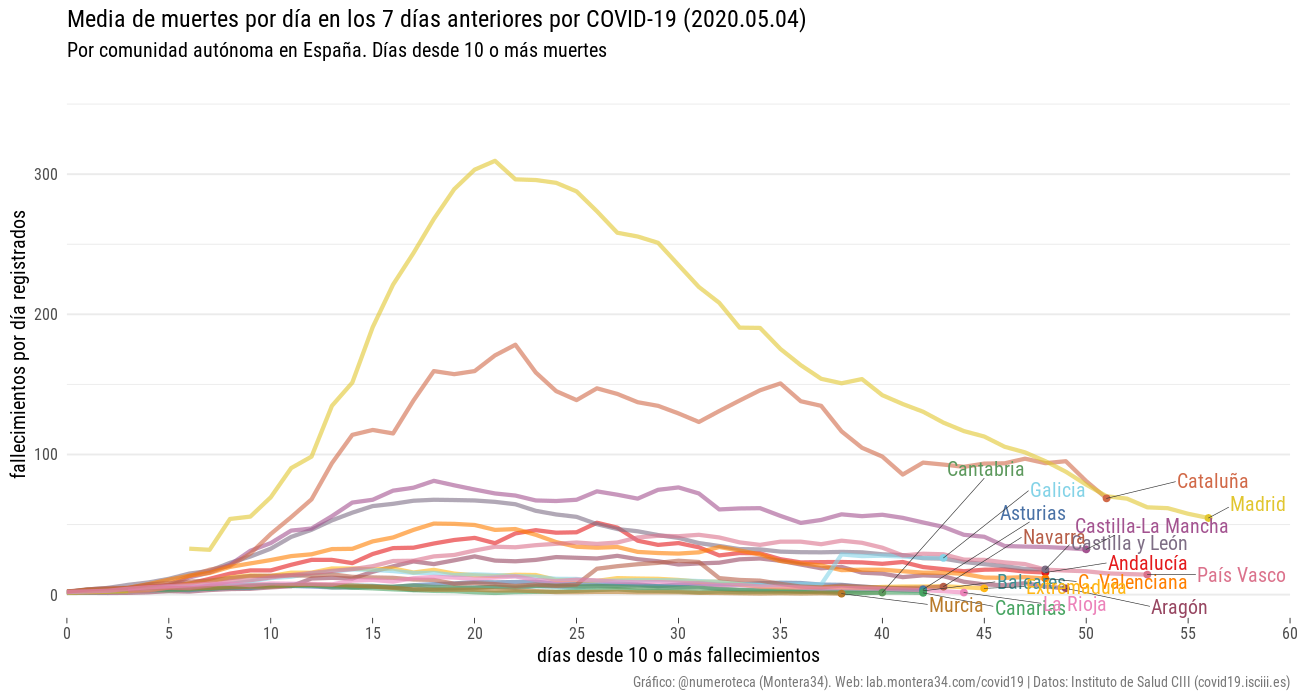 Media de muertes por día en los 7 días anteriores por COVID-19 (2020.05.04)
Por comunidad autónoma en España. Días desde 10 o más muertes
fallecimientos por día registrados
300
200
100
0
Cantabria
Cataluña
Galicia
Madrid
Asturias
Castilla-La Mancha
Navarra
Castilla y León
Andalucía
País Vasco
Baleares
C. Valenciana
Extremadura
Murcia
Canarias
La Rioja
Aragón
0 5 10 15 20 25 30 35 40 45 50 55 60
días desde 10 o más fallecimientos
Gráfico: @numeroteca (Montera34). Web: lab.montera34.com/covid19 | Datos: Instituto de Salud CIII (covid19.isciii.es)